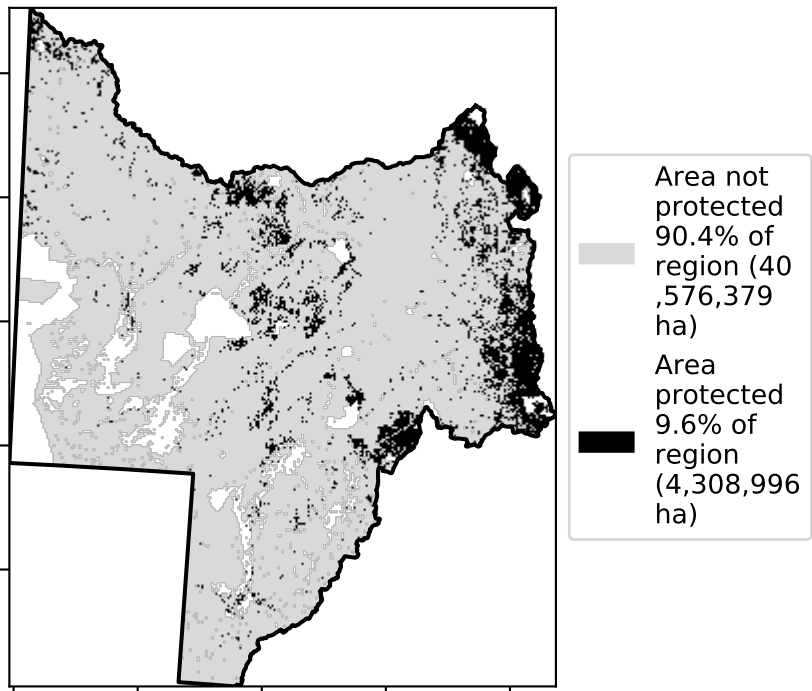 Area not
protected
90.4% of
region (40
,576,379
ha)
Area
protected
9.6% of
region
(4,308,996
ha)